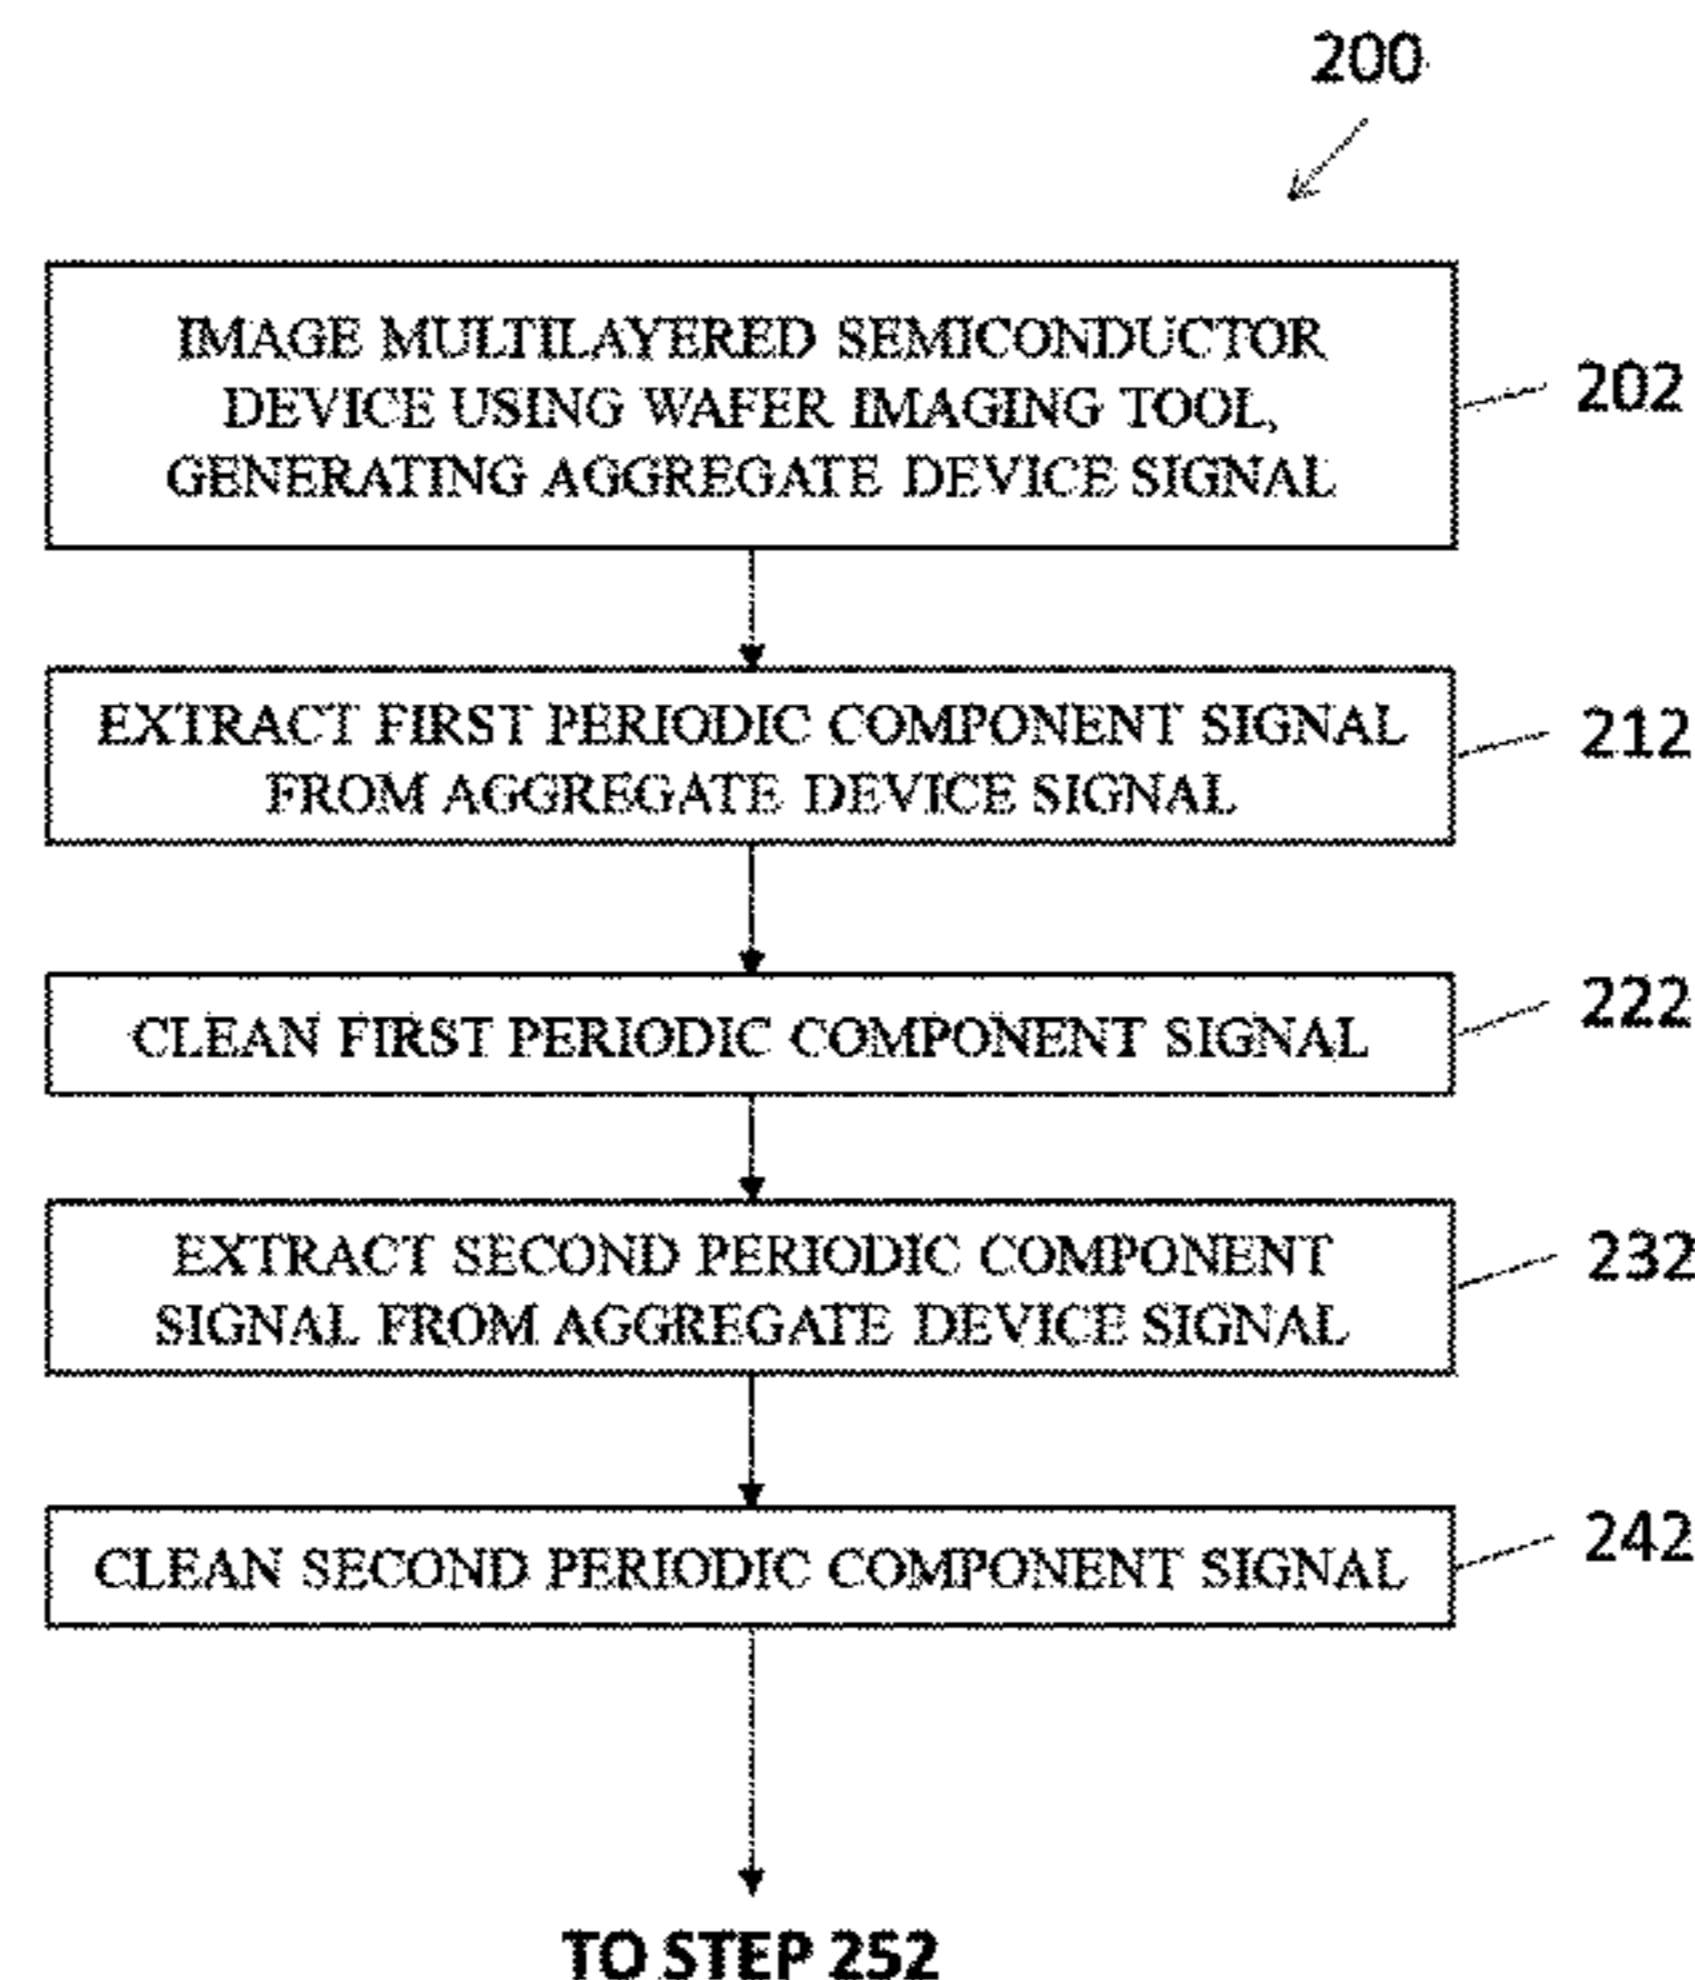 200
IMAGE MULTILAYERED SEMICONDUCTOR
DEVICE USING WAFER IMAGING TOOL,
GENERATING AGGREGATE DEVICE SIGNAL
202
EXTRACT FIRST PERIODIC COMPONENT SIGNAL
FROM AGGREGATE DEVICE SIGNAL
212
CLEAN FIRST PERIODIC COMPONENT SIGNAL
222
EXTRACT SECOND PERIODIC COMPONENT
SIGNAL FROM AGGREGATE DEVICE SIGNAL
232
CLEAN SECOND PERIODIC COMPONENT SIGNAL
242
TO STEP 252